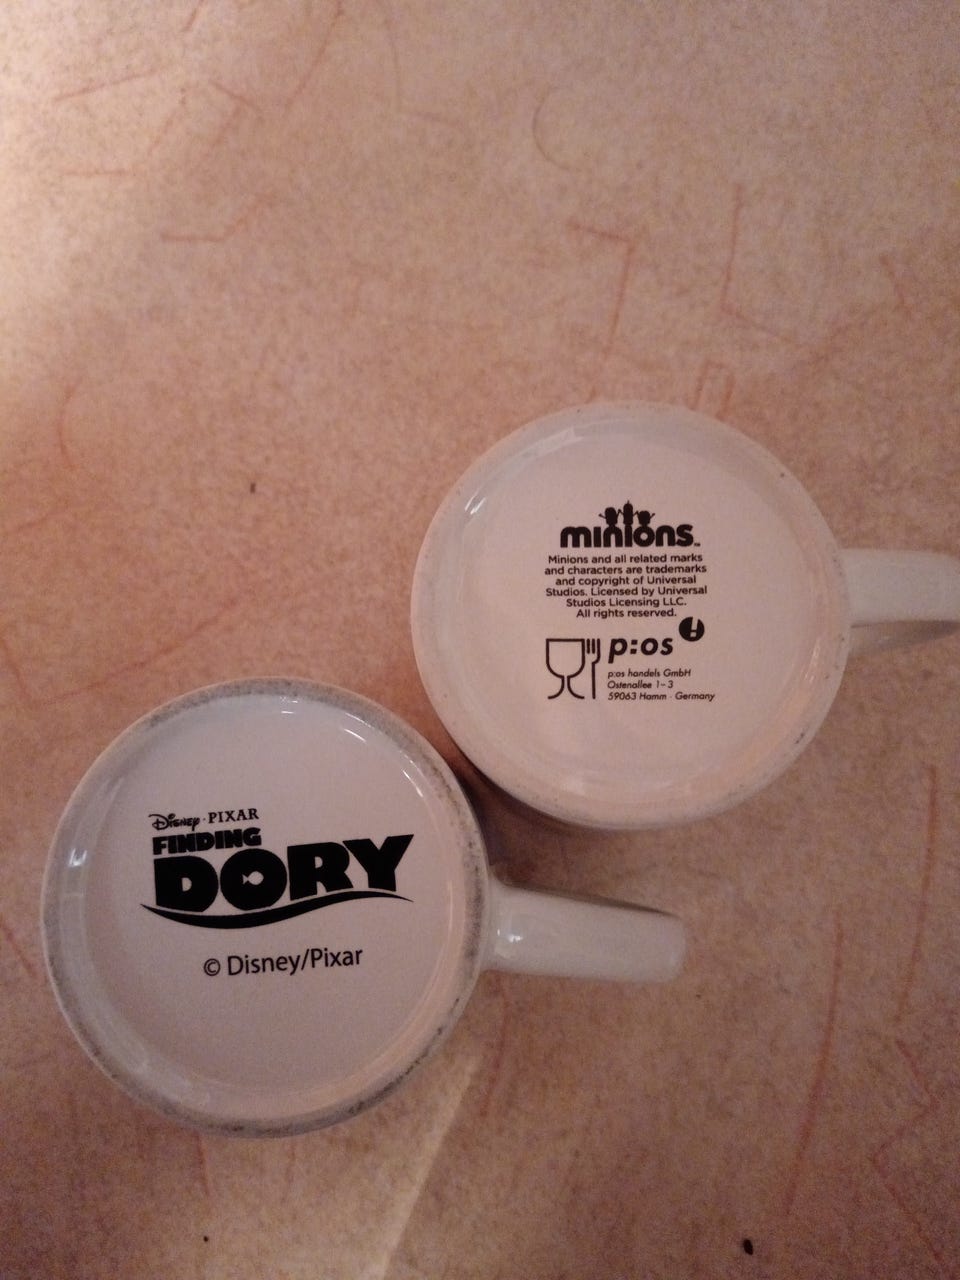 minions™
Minions and all related marks
and characters are trademarks
and copyright of Universal
Studios. Licensed by Universal
Studios Licensing LLC.
All rights reserved.
p:os
p:os handels GmbH
Ostenallee 1-3
59063 Hamm · Germany
Disney · PIXAR
FINDING
DORY
© Disney/Pixar